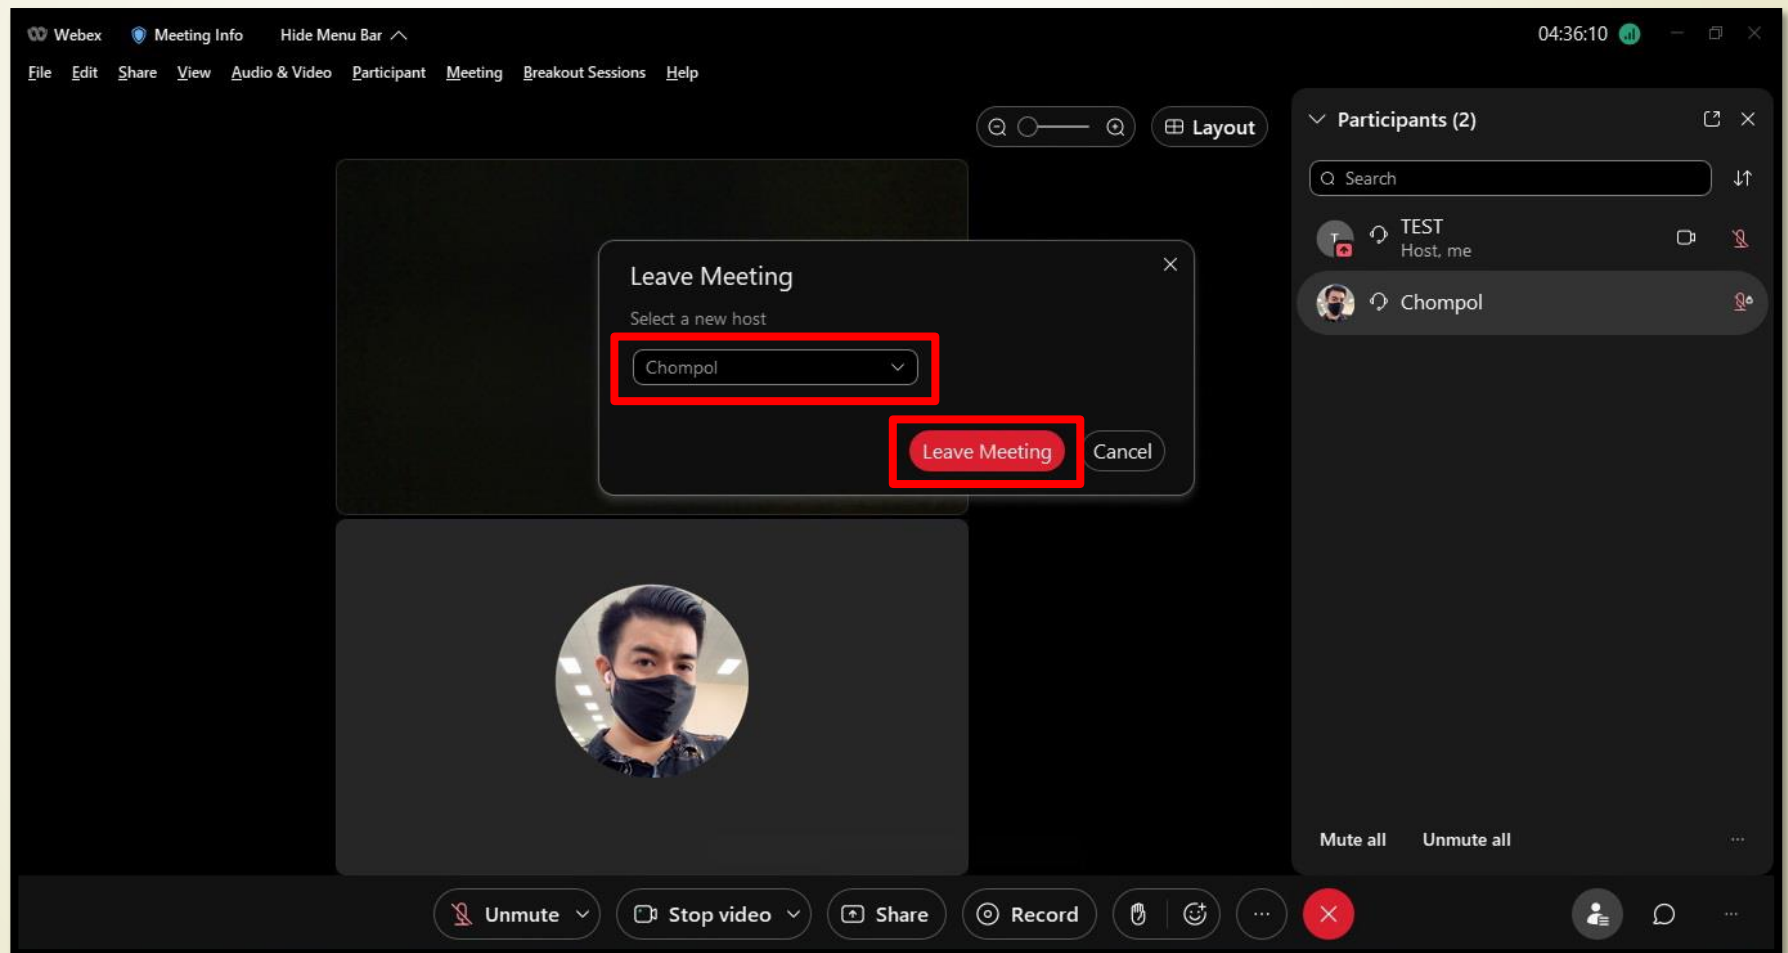 Webex Meeting Info Hide Menu Bar
04:36:10
File Edit Share View Audio & Video Participant Meeting Breakout Sessions Help
Layout
Participants (2)
Search
T
TEST
Host, me
Chompol
Leave Meeting
Select a new host
Chompol
Leave Meeting Cancel
Mute all Unmute all
Unmute Stop video Share Record